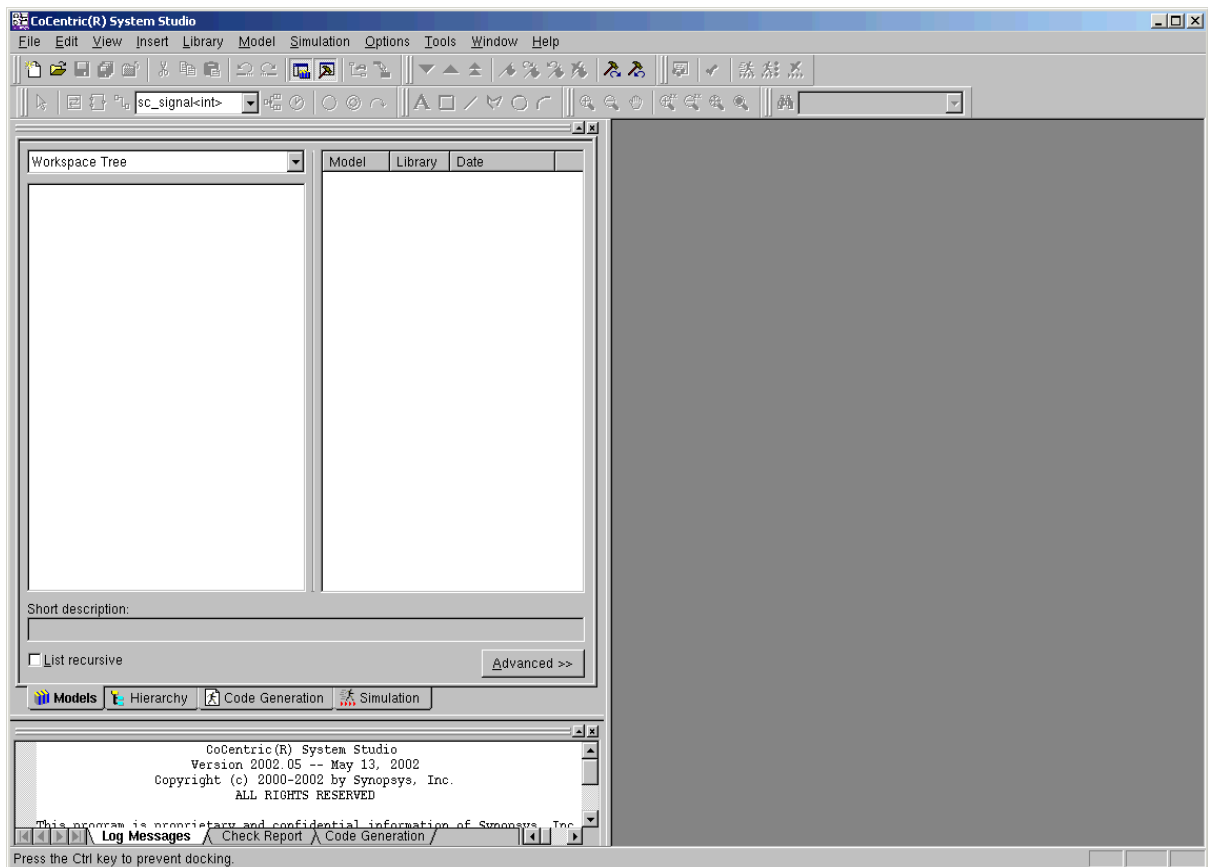 CoCentric(R) System Studio
File Edit View Insert Library Model Simulation Options Tools Window Help
sc_signal<int>
A
Workspace Tree
Model Library Date
Short description:
List recursive
Advanced >>
Models Hierarchy Code Generation Simulation
CoCentric(R) System Studio
Version 2002.05 -- May 13, 2002
Copyright (c) 2000-2002 by Synopsys, Inc.
ALL RIGHTS RESERVED
This program is proprietary and confidential information of Synopsys, Inc
Log Messages Check Report Code Generation
Press the Ctrl key to prevent docking.